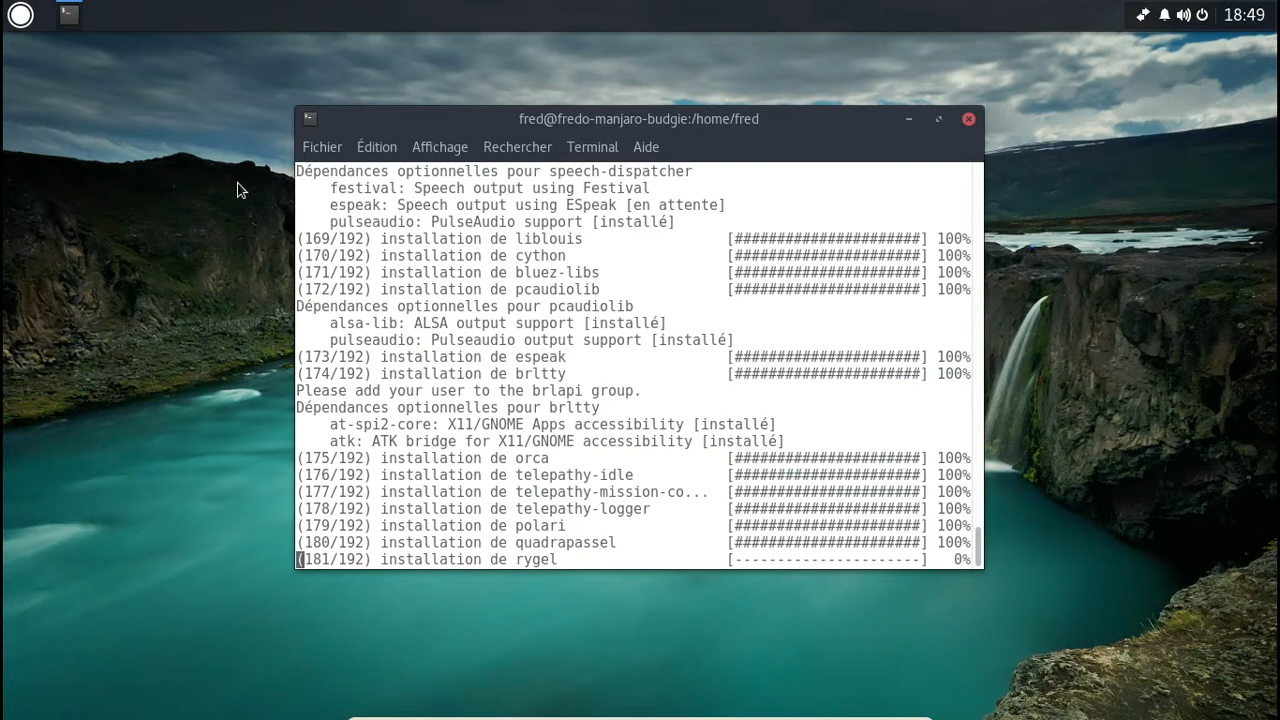 18:49
fred@fredo-manjaro-budgie:/home/fred
Fichier Édition Affichage Rechercher Terminal Aide
Dépendances optionnelles pour speech-dispatcher
    festival: Speech output using Festival
    espeak: Speech output using ESpeak [en attente]
    pulseaudio: PulseAudio support [installé]
(169/192) installation de liblouis [######################] 100%
(170/192) installation de cython [######################] 100%
(171/192) installation de bluez-libs [######################] 100%
(172/192) installation de pcaudiolib [######################] 100%
Dépendances optionnelles pour pcaudiolib
    alsa-lib: ALSA output support [installé]
    pulseaudio: Pulseaudio output support [installé]
(173/192) installation de espeak [######################] 100%
(174/192) installation de brltty [######################] 100%
Please add your user to the brlapi group.
Dépendances optionnelles pour brltty
    at-spi2-core: X11/GNOME Apps accessibility [installé]
    atk: ATK bridge for X11/GNOME accessibility [installé]
(175/192) installation de orca [######################] 100%
(176/192) installation de telepathy-idle [######################] 100%
(177/192) installation de telepathy-mission-co... [######################] 100%
(178/192) installation de telepathy-logger [######################] 100%
(179/192) installation de polari [######################] 100%
(180/192) installation de quadrapassel [######################] 100%
(181/192) installation de rygel [----------------------] 0%